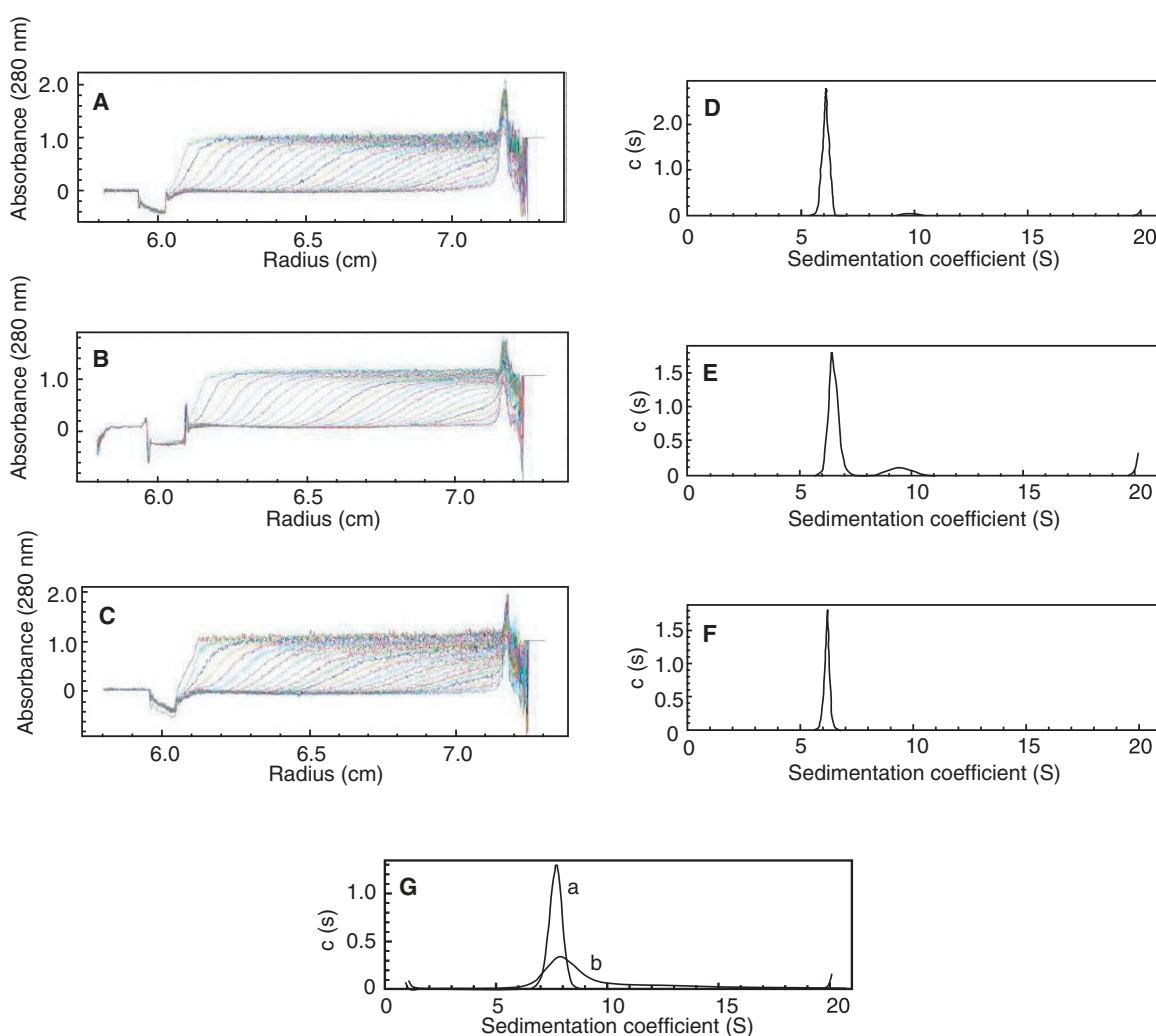 A
Absorbance (280 nm)
2.0
1.0
0
6.0 6.5 7.0
Radius (cm)
D
c (s)
2.0
1.0
0
0 5 10 15 20
Sedimentation coefficient (S)
B
Absorbance (280 nm)
1.0
0
6.0 6.5 7.0
Radius (cm)
E
c (s)
1.5
1.0
0.5
0
0 5 10 15 20
Sedimentation coefficient (S)
C
Absorbance (280 nm)
2.0
1.0
0
6.0 6.5 7.0
Radius (cm)
F
c (s)
1.5
1.0
0.5
0
0 5 10 15 20
Sedimentation coefficient (S)
G
a
b
c (s)
1.0
0.5
0
0 5 10 15 20
Sedimentation coefficient (S)